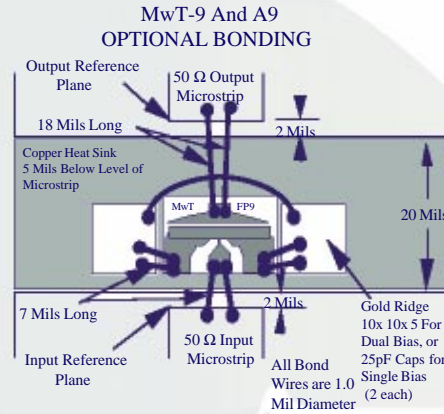 MwT-9 And A9
OPTIONAL BONDING
Output Reference
Plane
50 Ω Output
Microstrip
18 Mils Long
2 Mils
Copper Heat Sink
5 Mils Below Level of
Microstrip
MwT
FP9
20 Mils
7 Mils Long
2 Mils
Input Reference
Plane
50 Ω Input
Microstrip
All Bond
Wires are 1.0
Mil Diameter
Gold Ridge
10x 10x 5 For
Dual Bias, or
25pF Caps for
Single Bias
(2 each)